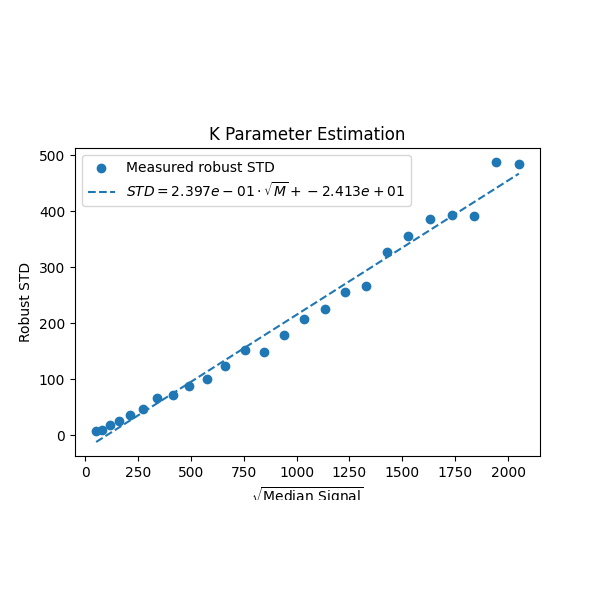 K Parameter Estimation
500
400
300
200
100
0
Robust STD
Measured robust STD
STD = 2.397e − 01 · √M + −2.413e + 01
0 250 500 750 1000 1250 1500 1750 2000
√Median Signal